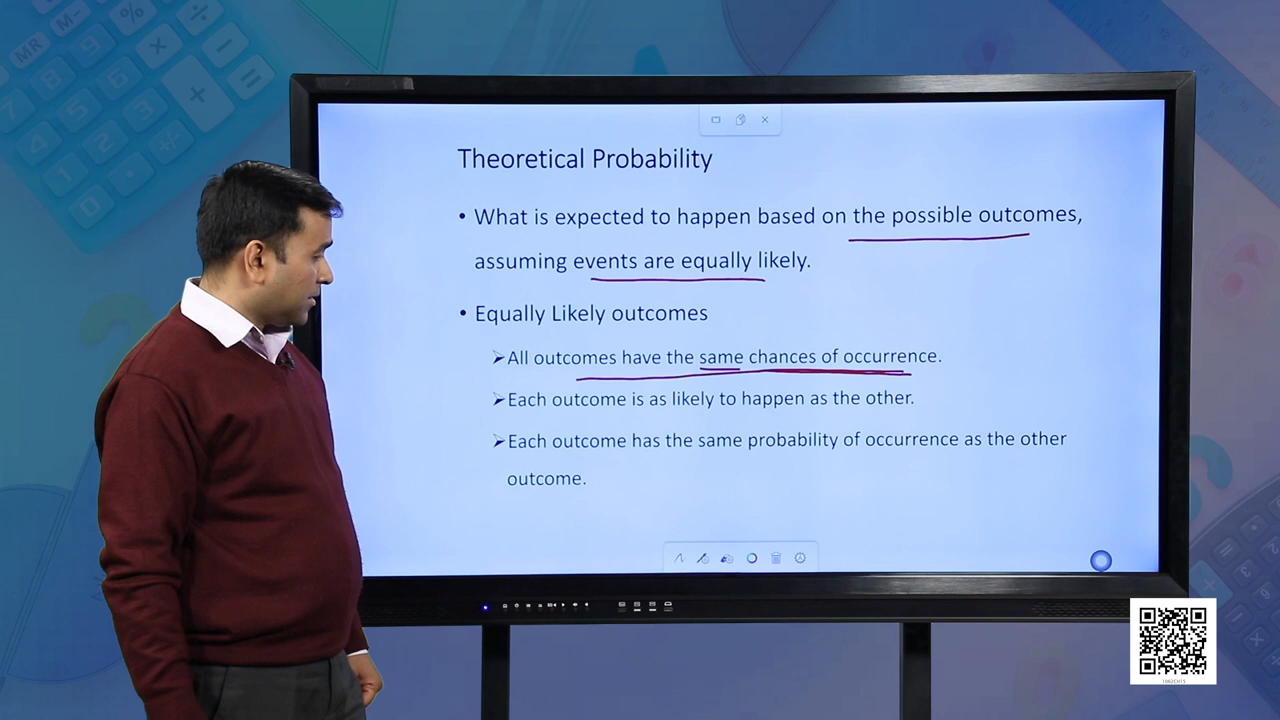 Theoretical Probability
• What is expected to happen based on the possible outcomes,
assuming events are equally likely.
• Equally Likely outcomes
➢All outcomes have the same chances of occurrence.
➢Each outcome is as likely to happen as the other.
➢Each outcome has the same probability of occurrence as the other
outcome.